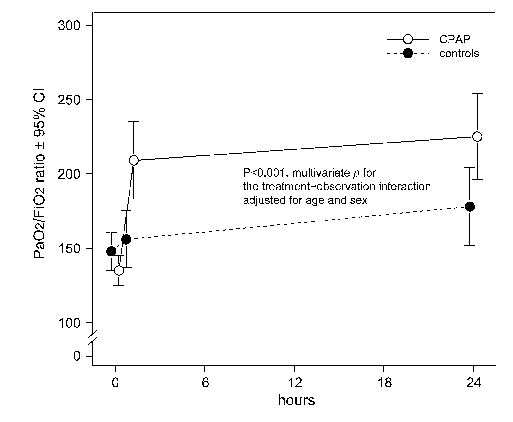 300
250
200
150
100
0
PaO2/FiO2 ratio ± 95% CI
CPAP
controls
P<0.001, multivariate p for
the treatment-observation interaction
adjusted for age and sex
0 6 12 18 24
hours